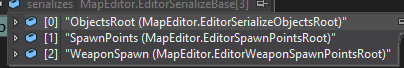 serializes MapEditor.EditorSerializeBase[3]
[0] "ObjectsRoot (MapEditor.EditorSerializeObjectsRoot)"
[1] "SpawnPoints (MapEditor.EditorSpawnPointsRoot)"
[2] "WeaponSpawn (MapEditor.EditorWeaponSpawnPointsRoot)"